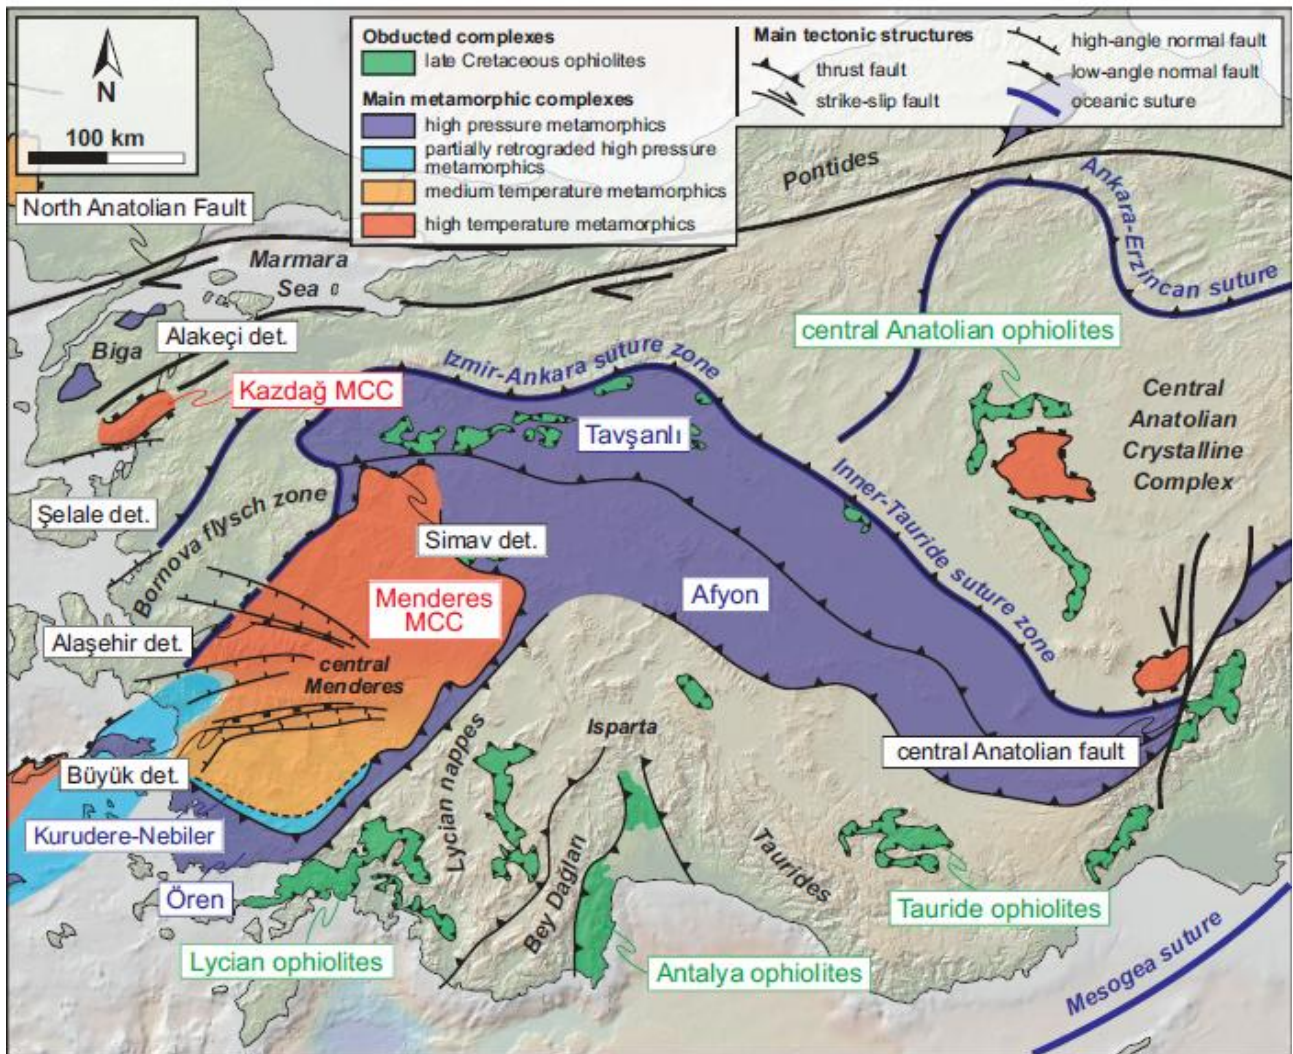 N
100 km
Obducted complexes
late Cretaceous ophiolites
Main metamorphic complexes
high pressure metamorphics
partially retrograded high pressure
metamorphics
medium temperature metamorphics
high temperature metamorphics
Main tectonic structures
thrust fault
strike-slip fault
high-angle normal fault
low-angle normal fault
oceanic suture
North Anatolian Fault
Pontides
Ankara-Erzincan suture
Marmara
Sea
Alakeçi det.
Biga
Kazdağ MCC
Izmir-Ankara suture zone
central Anatolian ophiolites
Central
Anatolian
Crystalline
Complex
Tavşanlı
Inner-Tauride suture zone
Şelale det.
Bornova flysch zone
Simav det.
Menderes
MCC
Afyon
Alaşehir det.
central
Menderes
Isparta
central Anatolian fault
Büyük det.
Lycian nappes
Kurudere-Nebiler
Bey Dağları
Taurides
Ören
Tauride ophiolites
Lycian ophiolites
Antalya ophiolites
Mesogea suture